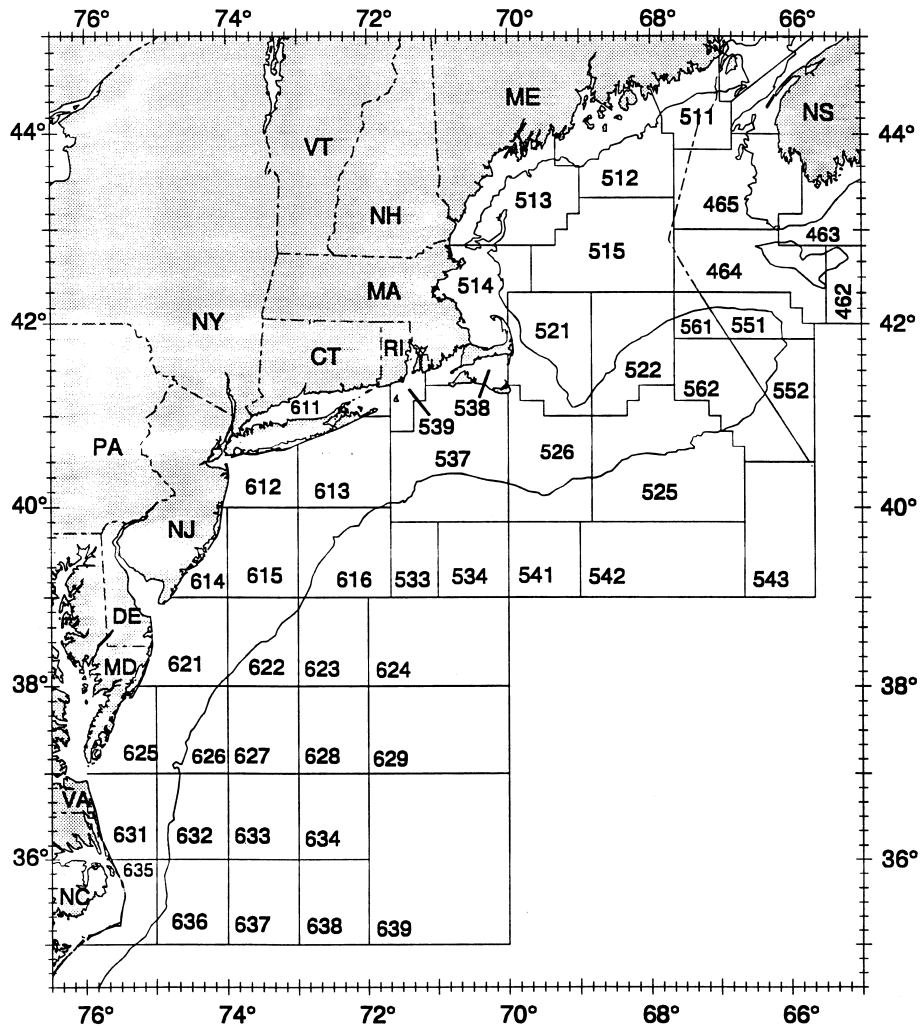 76° 74° 72° 70° 68° 66°
ME
511
NS
44° 44°
VT
512
513
465
NH
463
515
464
514
MA
462
NY
521
561 551
42° 42°
CT
RI
522
562
552
611
538
539
PA
537
526
612
613
525
40° 40°
NJ
614 615 616 533 534 541 542 543
DE
621 622 623 624
MD
38° 38°
625 626 627 628 629
VA
631 632 633 634
36° 36°
635
NC
636 637 638 639
76° 74° 72° 70° 68° 66°